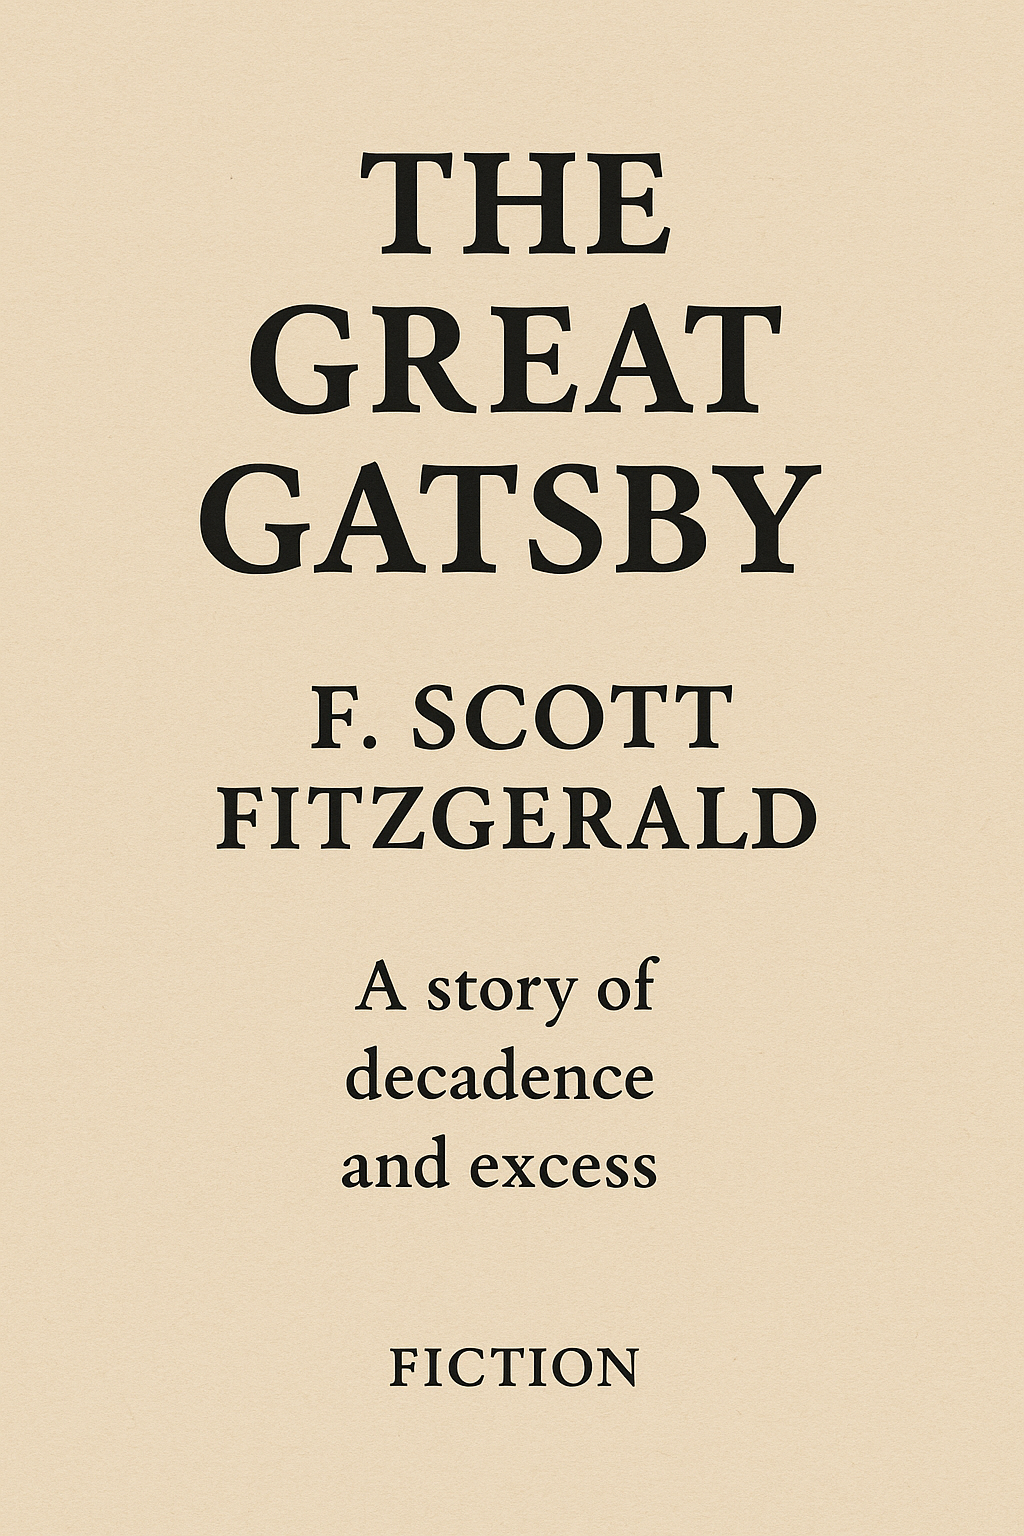 THE
GREAT
GATSBY
F. SCOTT
FITZGERALD
A story of
decadence
and excess
FICTION